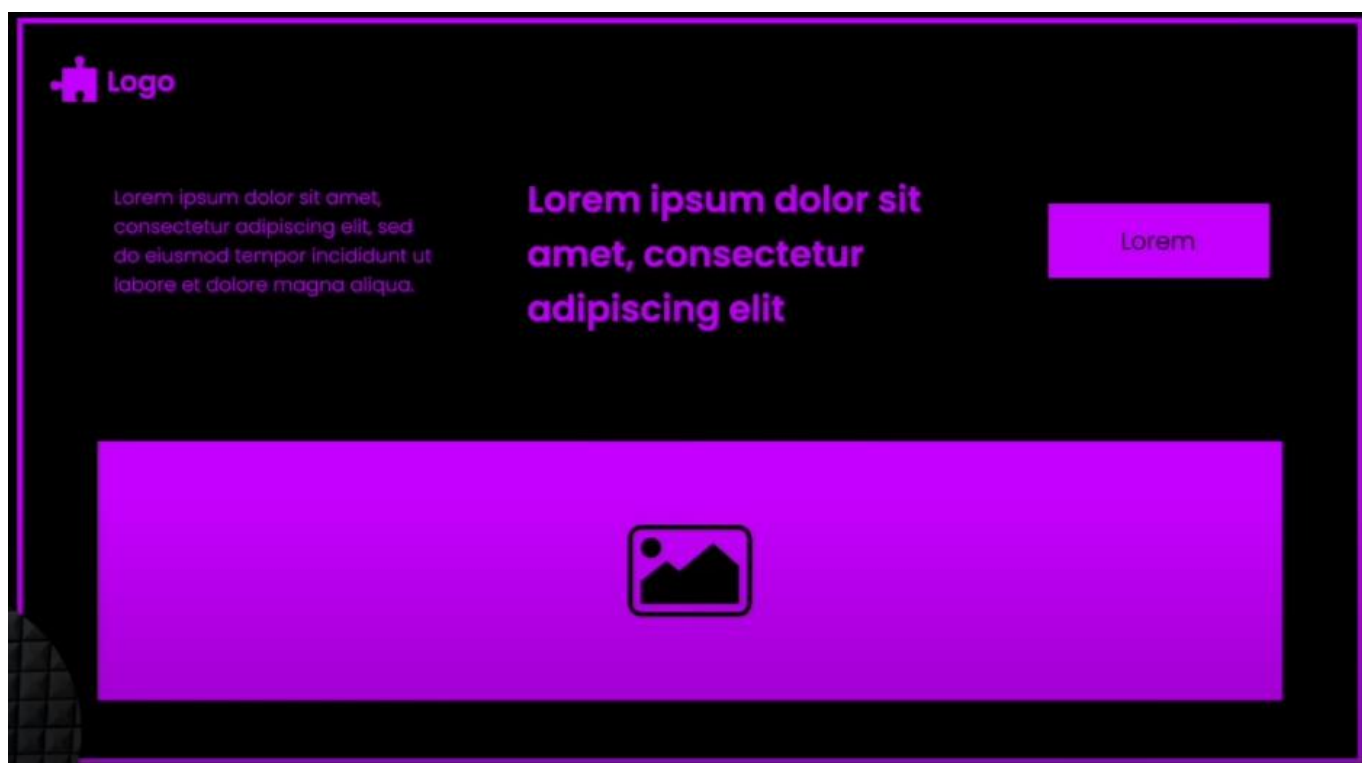 Logo
Lorem ipsum dolor sit amet,
consectetur adipiscing elit, sed
do eiusmod tempor incididunt ut
labore et dolore magna aliqua.
Lorem ipsum dolor sit
amet, consectetur
adipiscing elit
Lorem